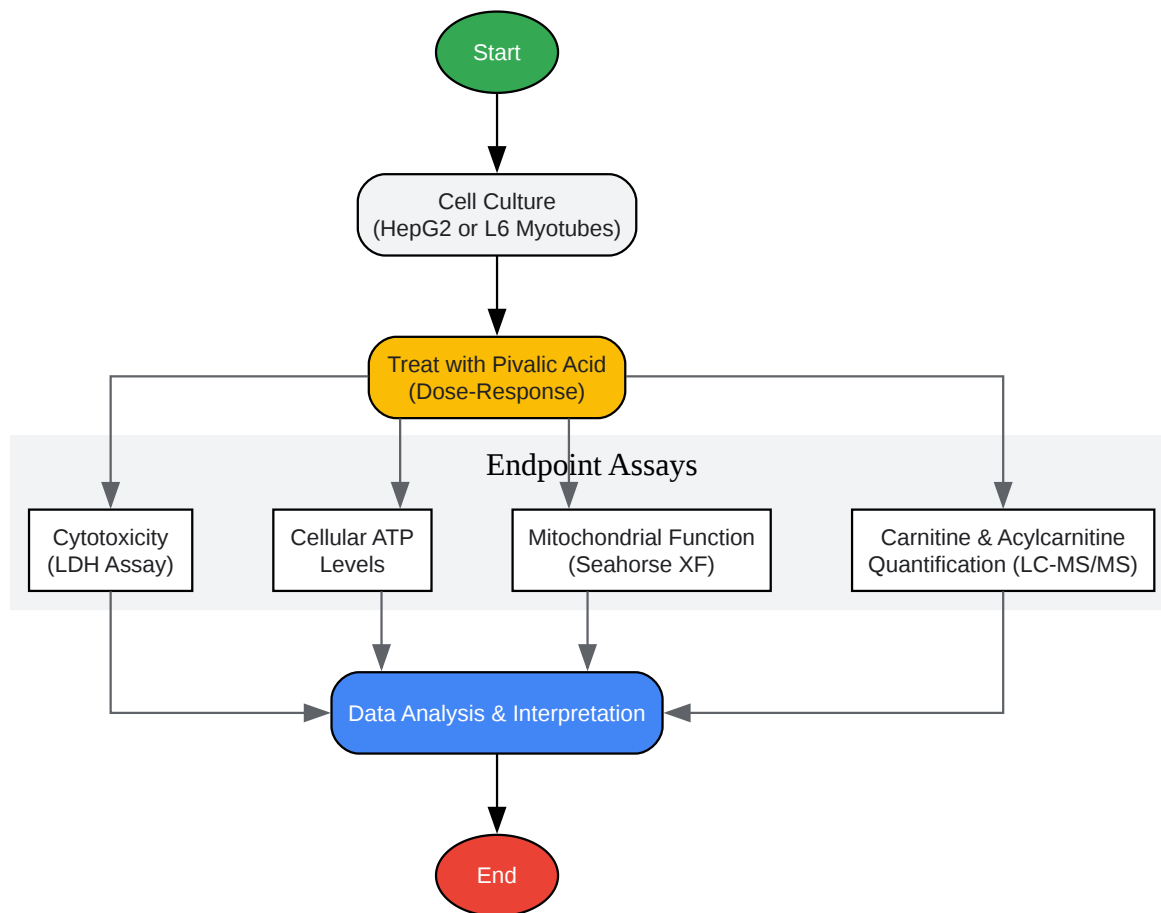 Start
Cell Culture
(HepG2 or L6 Myotubes)
Treat with Pivalic Acid
(Dose-Response)
Endpoint Assays
Cytotoxicity
(LDH Assay)
Cellular ATP
Levels
Mitochondrial Function
(Seahorse XF)
Carnitine & Acylcarnitine
Quantification (LC-MS/MS)
Data Analysis & Interpretation
End